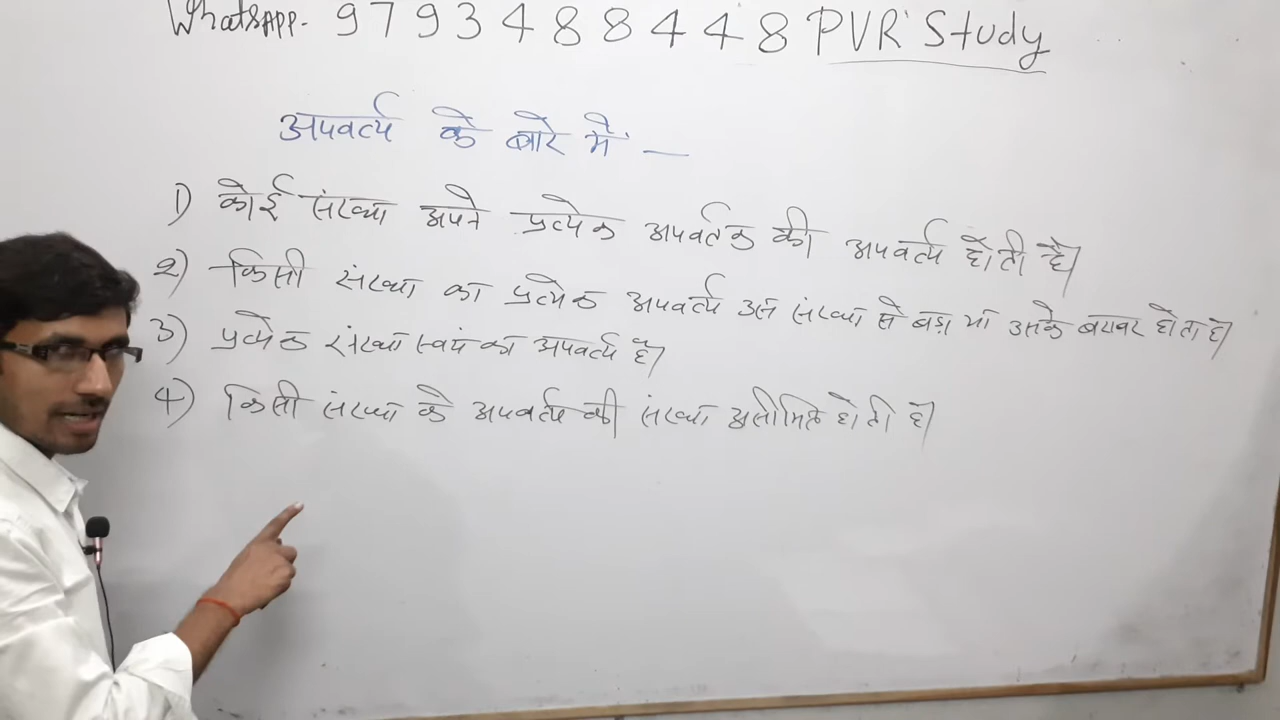 WhatsAPP. 9793488448 PVR Study
अपवर्त्य के बारे में —
1) कोई संख्या अपने प्रत्येक अपवर्तक की अपवर्त्य होती है।
2) किसी संख्या का प्रत्येक अपवर्त्य उस संख्या से बड़ा या उसके बराबर होता है।
3) प्रत्येक संख्या स्वयं का अपवर्त्य है।
4) किसी संख्या के अपवर्त्य की संख्या असीमित होती है।